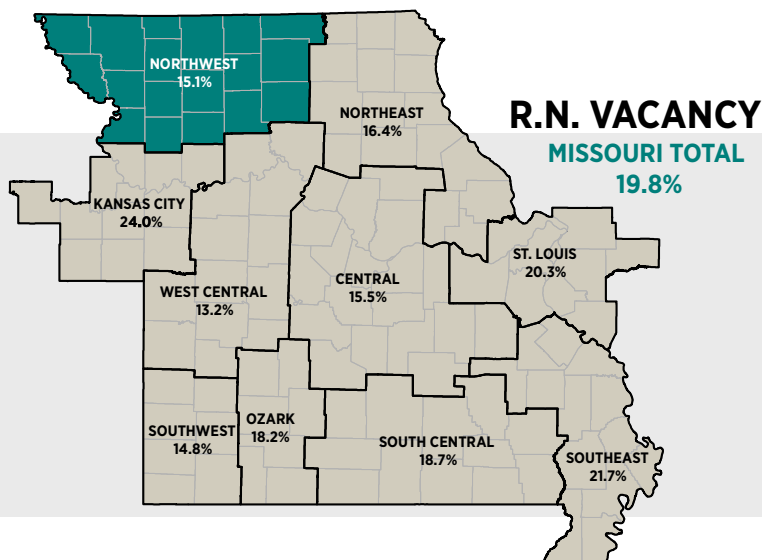 R.N. VACANCY
MISSOURI TOTAL
19.8%
NORTHWEST
15.1%
NORTHEAST
16.4%
KANSAS CITY
24.0%
ST. LOUIS
20.3%
WEST CENTRAL
13.2%
CENTRAL
15.5%
SOUTHWEST
14.8%
OZARK
18.2%
SOUTH CENTRAL
18.7%
SOUTHEAST
21.7%